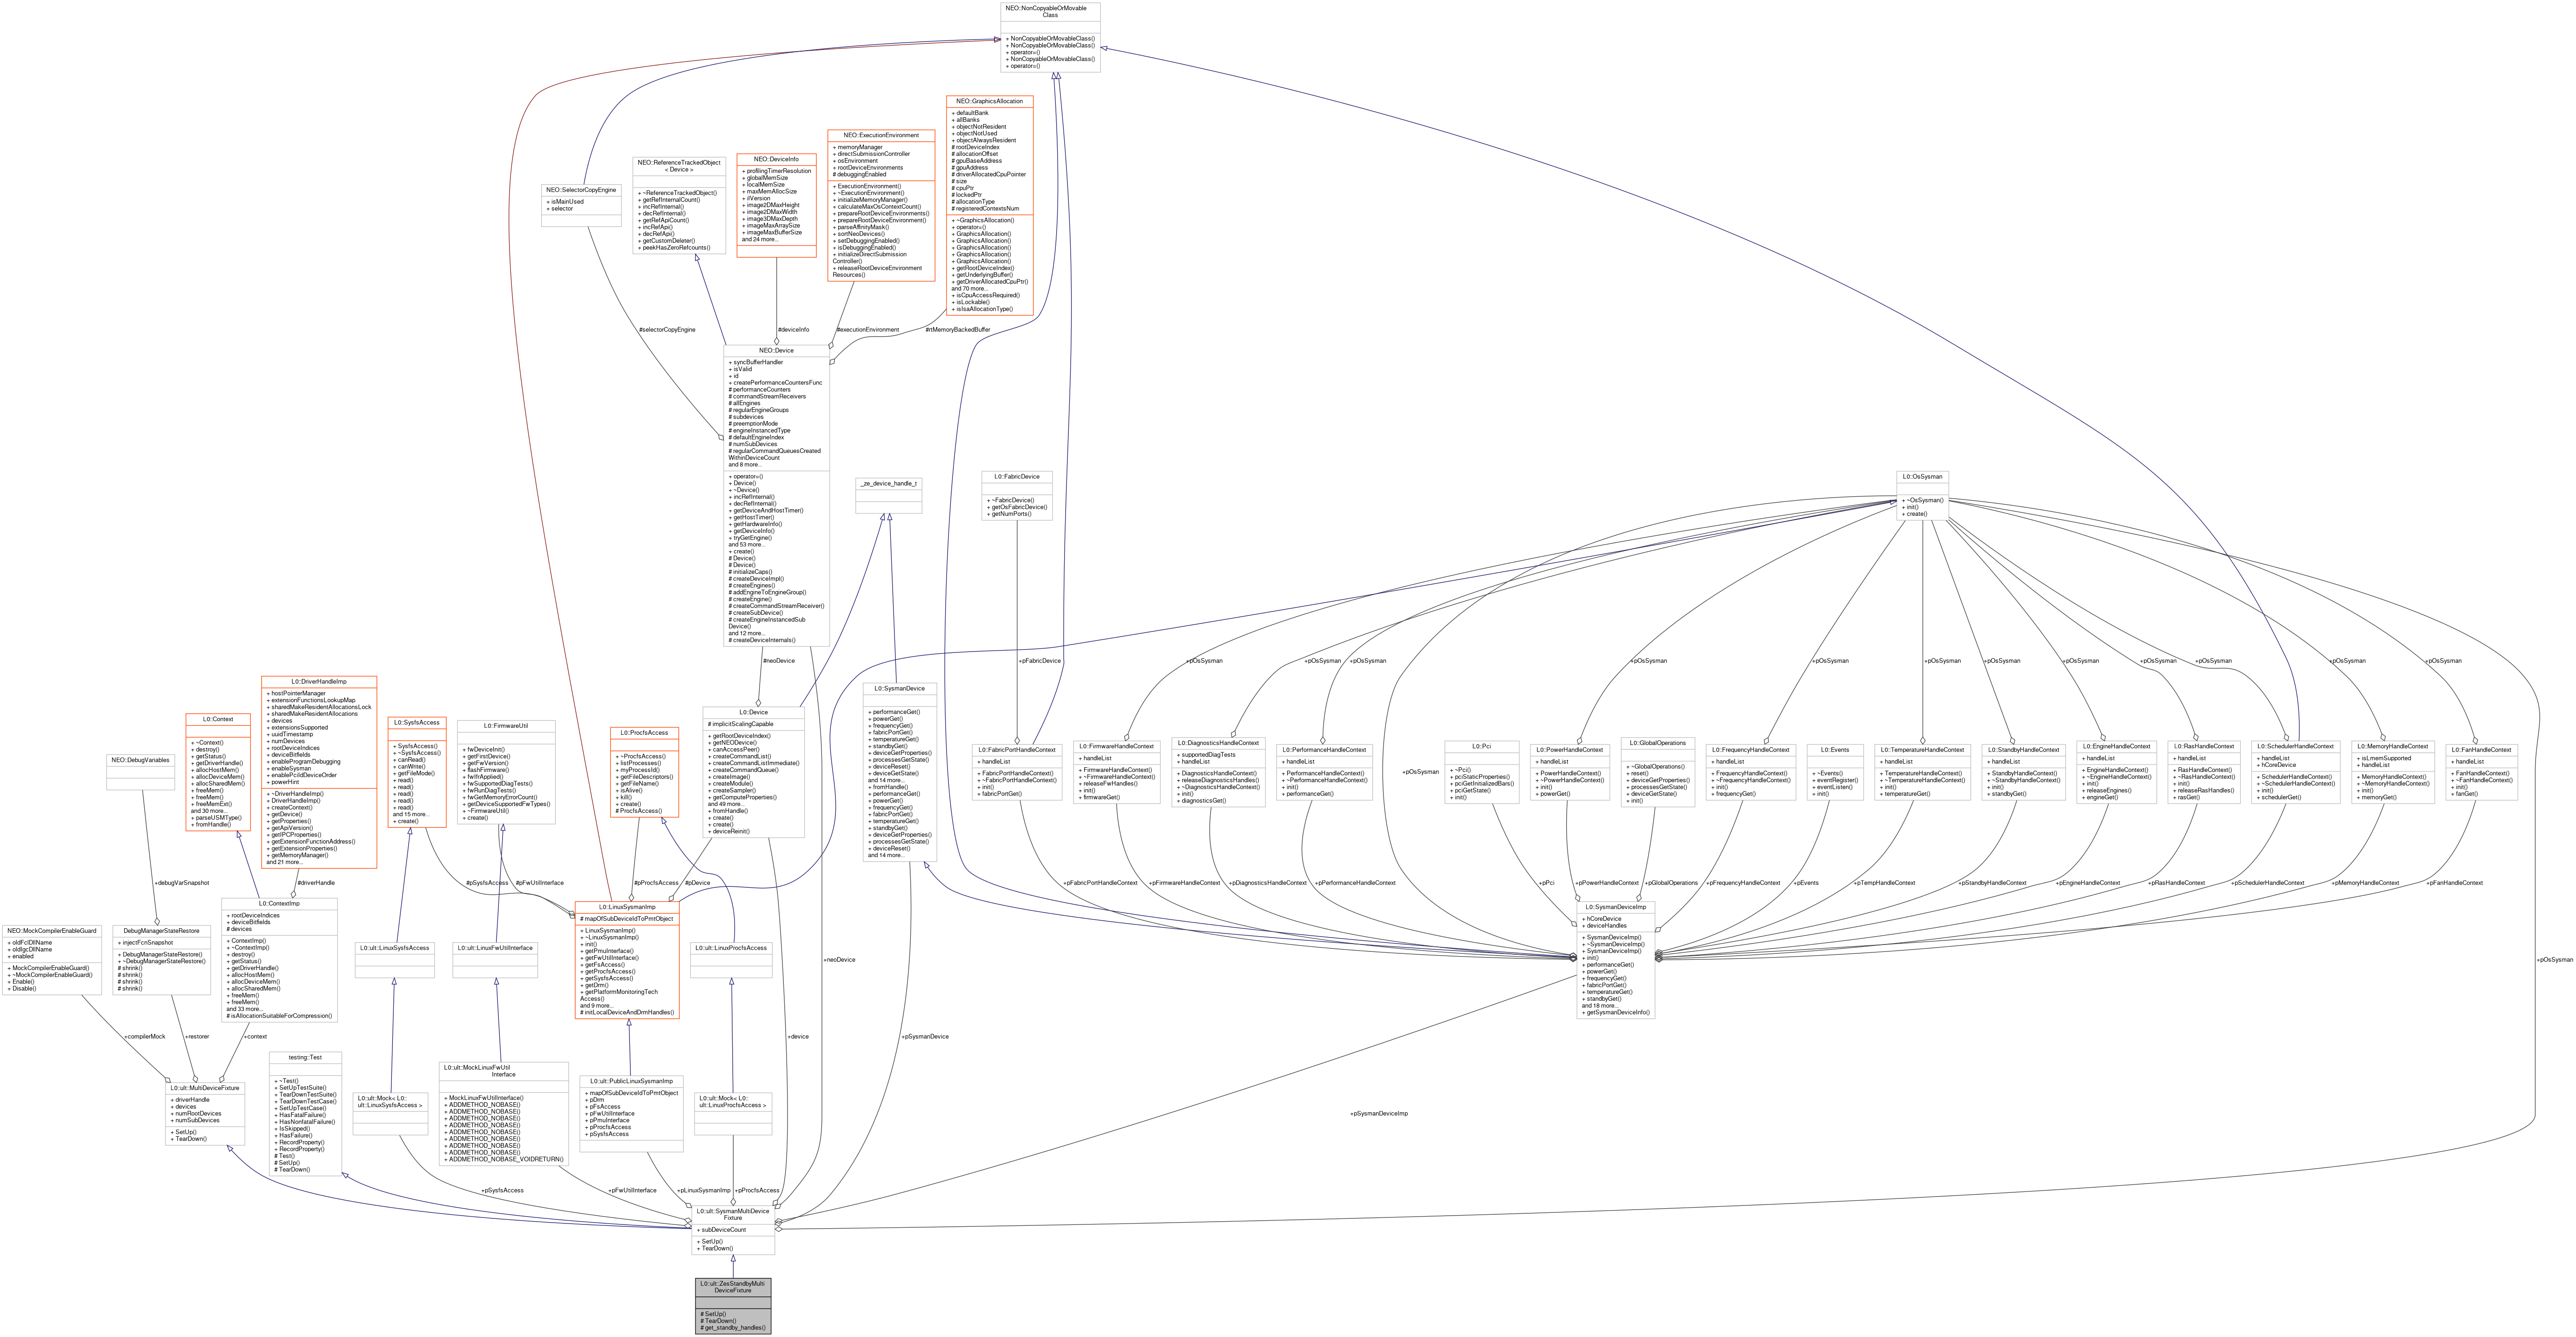 NEO::NonCopyableOrMovable
Class
+ NonCopyableOrMovableClass()
+ NonCopyableOrMovableClass()
+ operator=()
+ NonCopyableOrMovableClass()
+ operator=()
NEO::GraphicsAllocation
+ defaultBank
+ allBanks
+ objectNotResident
+ objectNotUsed
+ objectAlwaysResident
# rootDeviceIndex
# allocationOffset
# gpuBaseAddress
# gpuAddress
# driverAllocatedCpuPointer
# size
# cpuPtr
# lockedPtr
# allocationType
# registeredContextsNum
+ ~GraphicsAllocation()
+ operator=()
+ GraphicsAllocation()
+ GraphicsAllocation()
+ GraphicsAllocation()
+ GraphicsAllocation()
+ GraphicsAllocation()
+ getRootDeviceIndex()
+ getUnderlyingBuffer()
+ getDriverAllocatedCpuPtr()
and 70 more...
+ isCpuAccessRequired()
+ isLockable()
+ isIsaAllocationType()
NEO::ExecutionEnvironment
+ memoryManager
+ directSubmissionController
+ osEnvironment
+ rootDeviceEnvironments
# debuggingEnabled
+ ExecutionEnvironment()
+ ~ExecutionEnvironment()
+ initializeMemoryManager()
+ calculateMaxOsContextCount()
+ prepareRootDeviceEnvironments()
+ prepareRootDeviceEnvironment()
+ parseAffinityMask()
+ sortNeoDevices()
+ setDebuggingEnabled()
+ isDebuggingEnabled()
+ initializeDirectSubmission
Controller()
+ releaseRootDeviceEnvironment
Resources()
NEO::DeviceInfo
+ profilingTimerResolution
+ globalMemSize
+ localMemSize
+ maxMemAllocSize
+ ilVersion
+ image2DMaxHeight
+ image2DMaxWidth
+ image3DMaxDepth
+ imageMaxArraySize
+ imageMaxBufferSize
and 24 more...
NEO::ReferenceTrackedObject
< Device >
+ ~ReferenceTrackedObject()
+ getRefInternalCount()
+ incRefInternal()
+ decRefInternal()
+ getRefApiCount()
+ incRefApi()
+ decRefApi()
+ getCustomDeleter()
+ peekHasZeroRefcounts()
NEO::SelectorCopyEngine
+ isMainUsed
+ selector
#selectorCopyEngine
#deviceInfo
#executionEnvironment
#rtMemoryBackedBuffer
NEO::Device
+ syncBufferHandler
+ isValid
+ id
+ createPerformanceCountersFunc
# performanceCounters
# commandStreamReceivers
# allEngines
# regularEngineGroups
# subdevices
# preemptionMode
# engineInstancedType
# defaultEngineIndex
# numSubDevices
# regularCommandQueuesCreated
WithinDeviceCount
and 8 more...
+ operator=()
+ Device()
+ ~Device()
+ incRefInternal()
+ decRefInternal()
+ getDeviceAndHostTimer()
+ getHostTimer()
+ getHardwareInfo()
+ getDeviceInfo()
+ tryGetEngine()
and 53 more...
+ create()
# Device()
# Device()
# initializeCaps()
# createDeviceImpl()
# createEngines()
# addEngineToEngineGroup()
# createEngine()
# createCommandStreamReceiver()
# createSubDevice()
# createEngineInstancedSub
Device()
and 12 more...
# createDeviceInternals()
_ze_device_handle_t
L0::FabricDevice
+ ~FabricDevice()
+ getOsFabricDevice()
+ getNumPorts()
L0::OsSysman
+ ~OsSysman()
+ init()
+ create()
#neoDevice
+pFabricDevice
+pOsSysman
+pOsSysman
+pOsSysman
+pOsSysman
+pOsSysman
+pOsSysman
+pOsSysman
+pOsSysman
+pOsSysman
+pOsSysman
+pOsSysman
+pOsSysman
L0::DriverHandleImp
+ hostPointerManager
+ extensionFunctionsLookupMap
+ sharedMakeResidentAllocationsLock
+ sharedMakeResidentAllocations
+ devices
+ extensionsSupported
+ uuidTimestamp
+ numDevices
+ rootDeviceIndices
+ deviceBitfields
+ enableProgramDebugging
+ enableSysman
+ enablePciIdDeviceOrder
+ powerHint
+ ~DriverHandleImp()
+ DriverHandleImp()
+ createContext()
+ getDevice()
+ getProperties()
+ getApiVersion()
+ getIPCProperties()
+ getExtensionFunctionAddress()
+ getExtensionProperties()
+ getMemoryManager()
and 21 more...
L0::Context
+ ~Context()
+ destroy()
+ getStatus()
+ getDriverHandle()
+ allocHostMem()
+ allocDeviceMem()
+ allocSharedMem()
+ freeMem()
+ freeMem()
+ freeMemExt()
and 30 more...
+ parseUSMType()
+ fromHandle()
NEO::DebugVariables
L0::SysfsAccess
+ SysfsAccess()
+ ~SysfsAccess()
+ canRead()
+ canWrite()
+ getFileMode()
+ read()
+ read()
+ read()
+ read()
+ read()
and 15 more...
+ create()
L0::FirmwareUtil
+ fwDeviceInit()
+ getFirstDevice()
+ getFwVersion()
+ flashFirmware()
+ fwIfrApplied()
+ fwSupportedDiagTests()
+ fwRunDiagTests()
+ fwGetMemoryErrorCount()
+ getDeviceSupportedFwTypes()
+ ~FirmwareUtil()
+ create()
L0::ProcfsAccess
+ ~ProcfsAccess()
+ listProcesses()
+ myProcessId()
+ getFileDescriptors()
+ getFileName()
+ isAlive()
+ kill()
+ create()
# ProcfsAccess()
L0::Device
# implicitScalingCapable
+ getRootDeviceIndex()
+ getNEODevice()
+ canAccessPeer()
+ createCommandList()
+ createCommandListImmediate()
+ createCommandQueue()
+ createImage()
+ createModule()
+ createSampler()
+ getComputeProperties()
and 49 more...
+ fromHandle()
+ create()
+ create()
+ deviceReinit()
L0::SysmanDevice
+ performanceGet()
+ powerGet()
+ frequencyGet()
+ fabricPortGet()
+ temperatureGet()
+ standbyGet()
+ deviceGetProperties()
+ processesGetState()
+ deviceReset()
+ deviceGetState()
and 14 more...
+ fromHandle()
+ performanceGet()
+ powerGet()
+ frequencyGet()
+ fabricPortGet()
+ temperatureGet()
+ standbyGet()
+ deviceGetProperties()
+ processesGetState()
+ deviceReset()
and 14 more...
L0::FabricPortHandleContext
+ handleList
+ FabricPortHandleContext()
+ ~FabricPortHandleContext()
+ init()
+ fabricPortGet()
L0::FirmwareHandleContext
+ handleList
+ FirmwareHandleContext()
+ ~FirmwareHandleContext()
+ releaseFwHandles()
+ init()
+ firmwareGet()
L0::DiagnosticsHandleContext
+ supportedDiagTests
+ handleList
+ DiagnosticsHandleContext()
+ releaseDiagnosticsHandles()
+ ~DiagnosticsHandleContext()
+ init()
+ diagnosticsGet()
L0::PerformanceHandleContext
+ handleList
+ PerformanceHandleContext()
+ ~PerformanceHandleContext()
+ init()
+ performanceGet()
L0::Pci
+ ~Pci()
+ pciStaticProperties()
+ pciGetInitializedBars()
+ pciGetState()
+ init()
L0::PowerHandleContext
+ handleList
+ PowerHandleContext()
+ ~PowerHandleContext()
+ init()
+ powerGet()
L0::GlobalOperations
+ ~GlobalOperations()
+ reset()
+ deviceGetProperties()
+ processesGetState()
+ deviceGetState()
+ init()
L0::FrequencyHandleContext
+ handleList
+ FrequencyHandleContext()
+ ~FrequencyHandleContext()
+ init()
+ frequencyGet()
L0::Events
+ ~Events()
+ eventRegister()
+ eventListen()
+ init()
L0::TemperatureHandleContext
+ handleList
+ TemperatureHandleContext()
+ ~TemperatureHandleContext()
+ init()
+ temperatureGet()
L0::StandbyHandleContext
+ handleList
+ StandbyHandleContext()
+ ~StandbyHandleContext()
+ init()
+ standbyGet()
L0::EngineHandleContext
+ handleList
+ EngineHandleContext()
+ ~EngineHandleContext()
+ init()
+ releaseEngines()
+ engineGet()
L0::RasHandleContext
+ handleList
+ RasHandleContext()
+ ~RasHandleContext()
+ init()
+ releaseRasHandles()
+ rasGet()
L0::SchedulerHandleContext
+ handleList
+ hCoreDevice
+ SchedulerHandleContext()
+ ~SchedulerHandleContext()
+ init()
+ schedulerGet()
L0::MemoryHandleContext
+ isLmemSupported
+ handleList
+ MemoryHandleContext()
+ ~MemoryHandleContext()
+ init()
+ memoryGet()
L0::FanHandleContext
+ handleList
+ FanHandleContext()
+ ~FanHandleContext()
+ init()
+ fanGet()
+pOsSysman
+debugVarSnapshot
#driverHandle
#pSysfsAccess
#pFwUtilInterface
#pProcfsAccess
#pDevice
+pFabricPortHandleContext
+pFirmwareHandleContext
+pDiagnosticsHandleContext
+pPerformanceHandleContext
+pPci
+pPowerHandleContext
+pGlobalOperations
+pFrequencyHandleContext
+pEvents
+pTempHandleContext
+pStandbyHandleContext
+pEngineHandleContext
+pRasHandleContext
+pSchedulerHandleContext
+pMemoryHandleContext
+pFanHandleContext
NEO::MockCompilerEnableGuard
+ oldFclDllName
+ oldIgcDllName
+ enabled
+ MockCompilerEnableGuard()
+ ~MockCompilerEnableGuard()
+ Enable()
+ Disable()
DebugManagerStateRestore
+ injectFcnSnapshot
+ DebugManagerStateRestore()
+ ~DebugManagerStateRestore()
# shrink()
# shrink()
# shrink()
# shrink()
L0::ContextImp
+ rootDeviceIndices
+ deviceBitfields
# devices
+ ContextImp()
+ ~ContextImp()
+ destroy()
+ getStatus()
+ getDriverHandle()
+ allocHostMem()
+ allocDeviceMem()
+ allocSharedMem()
+ freeMem()
+ freeMem()
and 33 more...
# isAllocationSuitableForCompression()
L0::ult::LinuxSysfsAccess
L0::ult::LinuxFwUtilInterface
L0::LinuxSysmanImp
# mapOfSubDeviceIdToPmtObject
+ LinuxSysmanImp()
+ ~LinuxSysmanImp()
+ init()
+ getPmuInterface()
+ getFwUtilInterface()
+ getFsAccess()
+ getProcfsAccess()
+ getSysfsAccess()
+ getDrm()
+ getPlatformMonitoringTech
Access()
and 9 more...
# initLocalDeviceAndDrmHandles()
L0::ult::LinuxProcfsAccess
+neoDevice
L0::SysmanDeviceImp
+ hCoreDevice
+ deviceHandles
+ SysmanDeviceImp()
+ ~SysmanDeviceImp()
+ SysmanDeviceImp()
+ init()
+ performanceGet()
+ powerGet()
+ frequencyGet()
+ fabricPortGet()
+ temperatureGet()
+ standbyGet()
and 18 more...
+ getSysmanDeviceInfo()
+pOsSysman
+compilerMock
+restorer
+context
+device
+pSysmanDevice
L0::ult::MultiDeviceFixture
+ driverHandle
+ devices
+ numRootDevices
+ numSubDevices
+ SetUp()
+ TearDown()
testing::Test
+ ~Test()
+ SetUpTestSuite()
+ TearDownTestSuite()
+ TearDownTestCase()
+ SetUpTestCase()
+ HasFatalFailure()
+ HasNonfatalFailure()
+ IsSkipped()
+ HasFailure()
+ RecordProperty()
+ RecordProperty()
# Test()
# SetUp()
# TearDown()
L0::ult::Mock< L0::
ult::LinuxSysfsAccess >
L0::ult::MockLinuxFwUtil
Interface
+ MockLinuxFwUtilInterface()
+ ADDMETHOD_NOBASE()
+ ADDMETHOD_NOBASE()
+ ADDMETHOD_NOBASE()
+ ADDMETHOD_NOBASE()
+ ADDMETHOD_NOBASE()
+ ADDMETHOD_NOBASE()
+ ADDMETHOD_NOBASE()
+ ADDMETHOD_NOBASE()
+ ADDMETHOD_NOBASE_VOIDRETURN()
L0::ult::PublicLinuxSysmanImp
+ mapOfSubDeviceIdToPmtObject
+ pDrm
+ pFsAccess
+ pFwUtilInterface
+ pPmuInterface
+ pProcfsAccess
+ pSysfsAccess
L0::ult::Mock< L0::
ult::LinuxProcfsAccess >
+pSysmanDeviceImp
+pSysfsAccess
+pFwUtilInterface
+pLinuxSysmanImp
+pProcfsAccess
L0::ult::SysmanMultiDevice
Fixture
+ subDeviceCount
+ SetUp()
+ TearDown()
L0::ult::ZesStandbyMulti
DeviceFixture
# SetUp()
# TearDown()
# get_standby_handles()